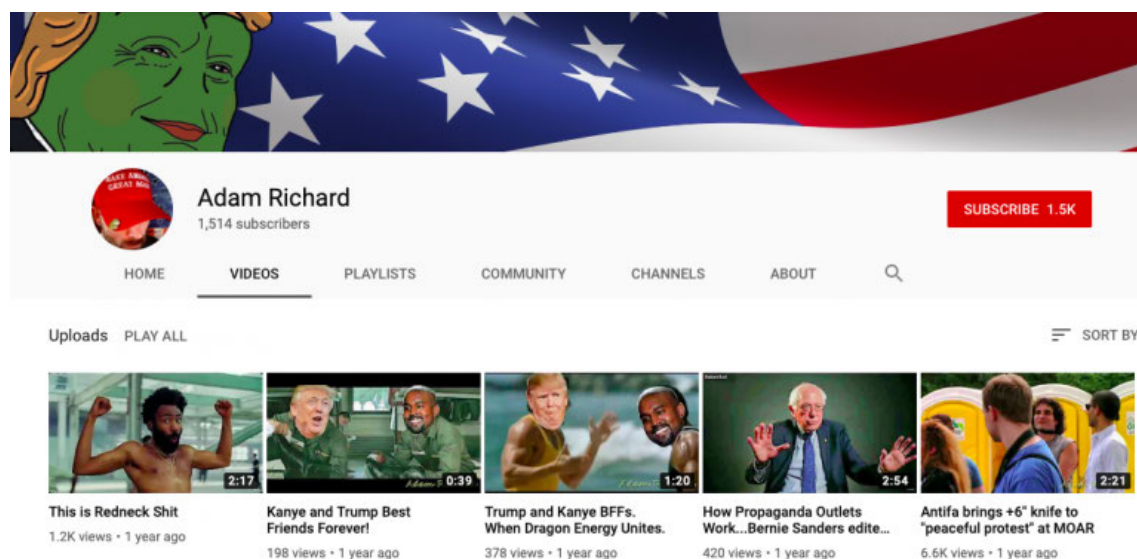 MAKE AM
GREAT AGA
Adam Richard
1,514 subscribers
SUBSCRIBE 1.5K
HOME VIDEOS PLAYLISTS COMMUNITY CHANNELS ABOUT
Uploads PLAY ALL SORT BY
2:17 0:39 1:20 2:54 2:21
This is Redneck Shit
1.2K views • 1 year ago
Kanye and Trump Best
Friends Forever!
198 views • 1 year ago
Trump and Kanye BFFs.
When Dragon Energy Unites.
378 views • 1 year ago
How Propaganda Outlets
Work...Bernie Sanders edite...
420 views • 1 year ago
Antifa brings +6" knife to
"peaceful protest" at MOAR
6.6K views • 1 year ago